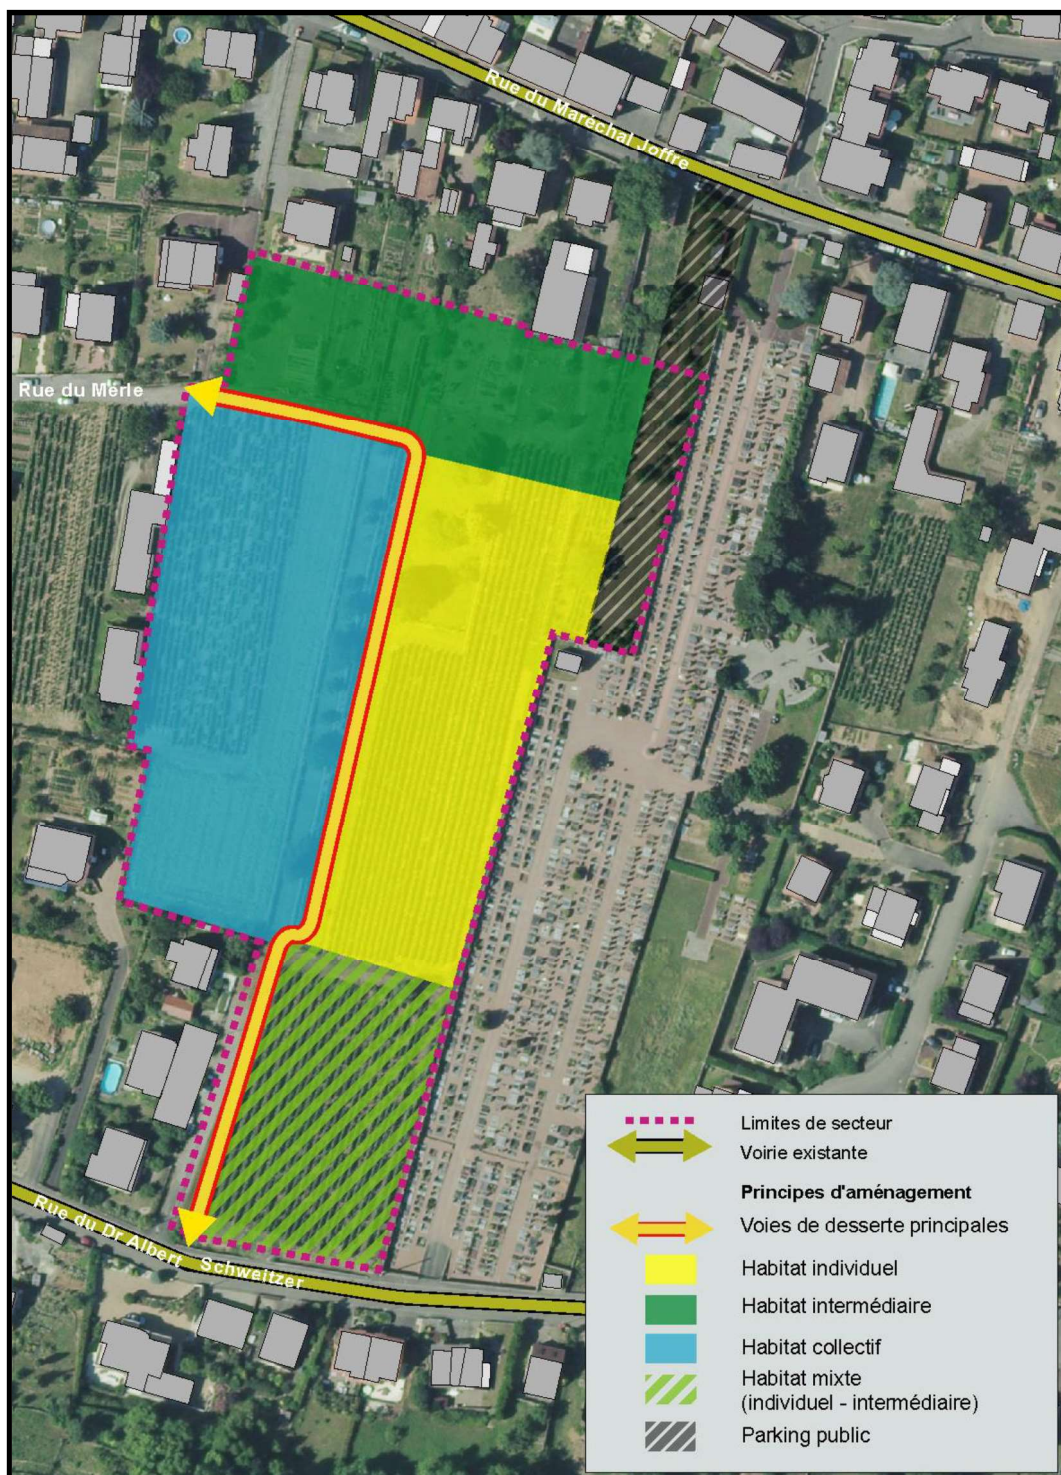 Rue du Maréchal Joffre
Rue du Merle
Rue du Dr Albert Schweitzer
Limites de secteur
Voirie existante
Principes d'aménagement
Voies de desserte principales
Habitat individuel
Habitat intermédiaire
Habitat collectif
Habitat mixte
(individuel - intermédiaire)
Parking public